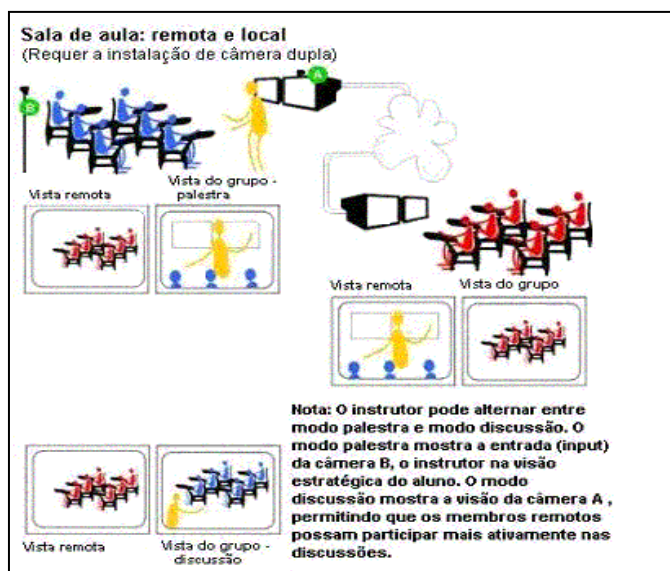 Sala de aula: remota e local
(Requer a instalação de câmera dupla)
A
B
Vista remota
Vista do grupo -
palestra
Vista remota
Vista do grupo
Nota: O instrutor pode alternar entre
modo palestra e modo discussão. O
modo palestra mostra a entrada (input)
da câmera B, o instrutor na visão
estratégica do aluno. O modo
discussão mostra a visão da câmera A ,
permitindo que os membros remotos
possam participar mais ativamente nas
discussões.
Vista remota
Vista do grupo -
discussão